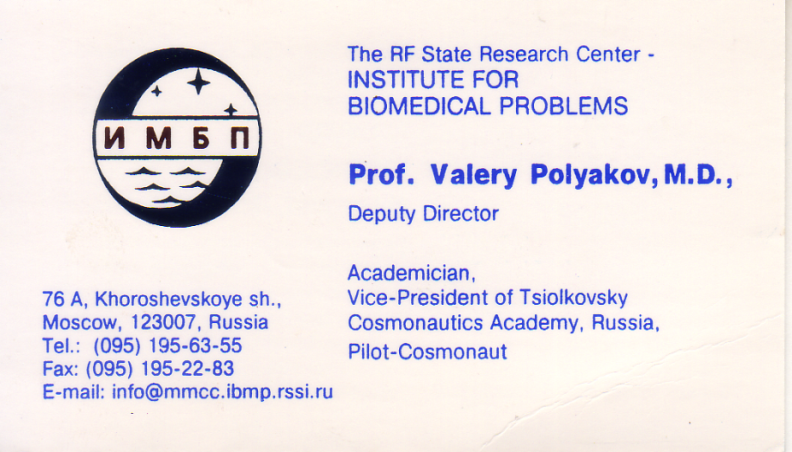 ИМБП
The RF State Research Center -
INSTITUTE FOR
BIOMEDICAL PROBLEMS
Prof. Valery Polyakov, M.D.,
Deputy Director
Academician,
Vice-President of Tsiolkovsky
Cosmonautics Academy, Russia,
Pilot-Cosmonaut
76 A, Khoroshevskoye sh.,
Moscow, 123007, Russia
Tel.: (095) 195-63-55
Fax: (095) 195-22-83
E-mail: info@mmcc.ibmp.rssi.ru